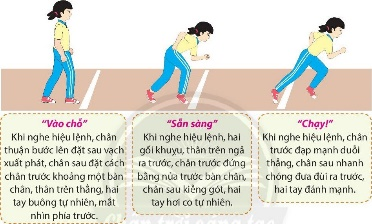 “Vào chỗ”
Khi nghe hiệu lệnh, chân
thuận bước lên đặt sau vạch
xuất phát, chân sau đặt cách
chân trước khoảng một bàn
chân, thân trên thẳng, hai
tay buông tự nhiên, mắt
nhìn phía trước.
“Sẵn sàng”
Khi nghe hiệu lệnh, hai
gối khuỵu, thân trên ngả
ra trước, chân trước đứng
bằng nửa trước bàn chân,
chân sau kiễng gót, hai
tay hơi co tự nhiên.
“Chạy!”
Khi nghe hiệu lệnh, chân
trước đạp mạnh duỗi
thẳng, chân sau nhanh
chóng đưa đùi ra trước,
hai tay đánh mạnh.